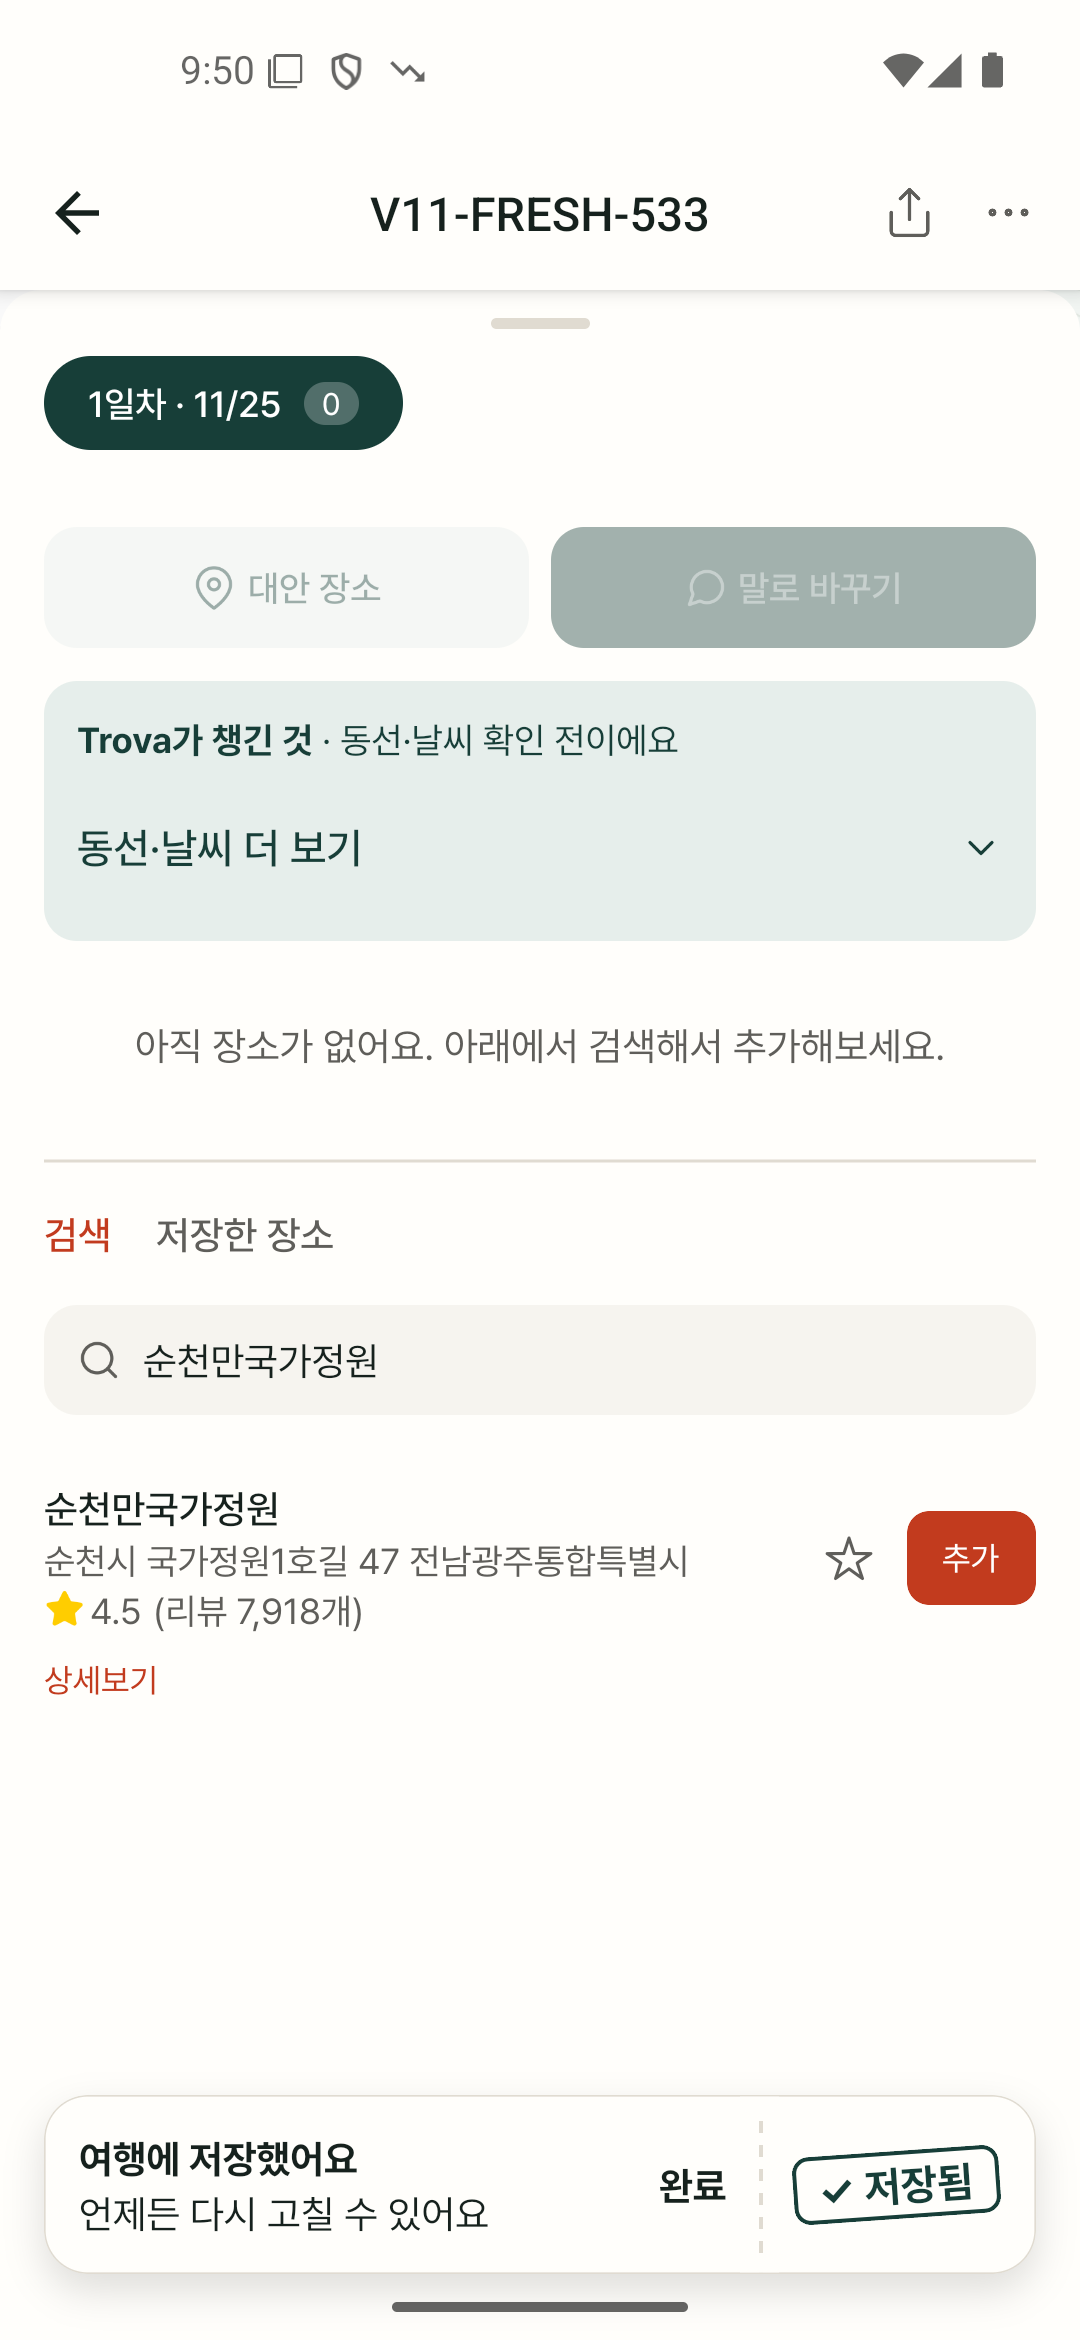 9:50
V11-FRESH-533
1일차 · 11/25 0
대안 장소
말로 바꾸기
Trova가 챙긴 것 · 동선·날씨 확인 전이에요
동선·날씨 더 보기
아직 장소가 없어요. 아래에서 검색해서 추가해보세요.
검색 저장한 장소
순천만국가정원
순천만국가정원
순천시 국가정원1호길 47 전남광주통합특별시
4.5 (리뷰 7,918개)
추가
상세보기
여행에 저장했어요
언제든 다시 고칠 수 있어요
완료
저장됨